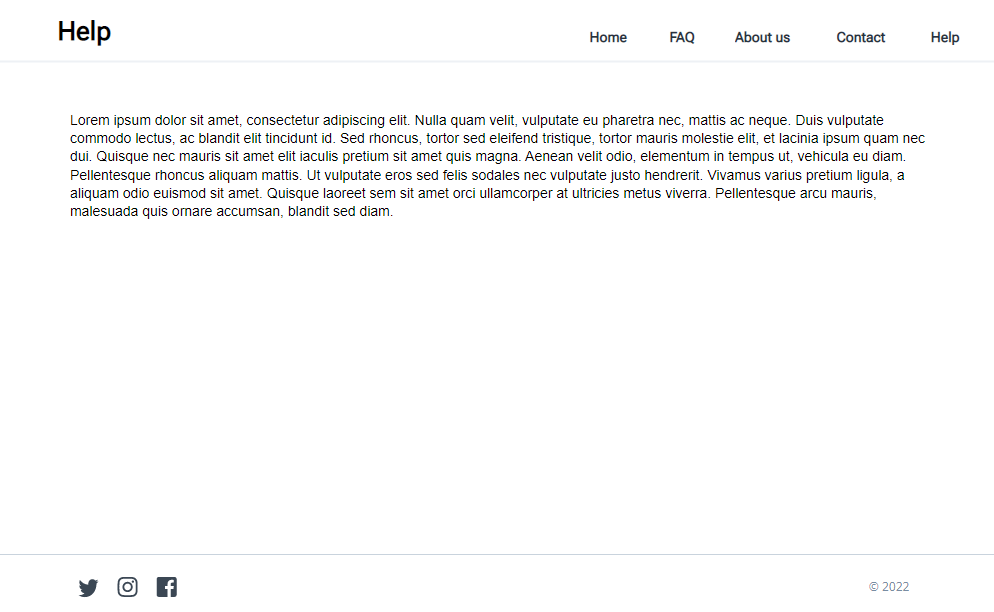 Help
Home FAQ About us Contact Help
Lorem ipsum dolor sit amet, consectetur adipiscing elit. Nulla quam velit, vulputate eu pharetra nec, mattis ac neque. Duis vulputate
commodo lectus, ac blandit elit tincidunt id. Sed rhoncus, tortor sed eleifend tristique, tortor mauris molestie elit, et lacinia ipsum quam nec
dui. Quisque nec mauris sit amet elit iaculis pretium sit amet quis magna. Aenean velit odio, elementum in tempus ut, vehicula eu diam.
Pellentesque rhoncus aliquam mattis. Ut vulputate eros sed felis sodales nec vulputate justo hendrerit. Vivamus varius pretium ligula, a
aliquam odio euismod sit amet. Quisque laoreet sem sit amet orci ullamcorper at ultricies metus viverra. Pellentesque arcu mauris,
malesuada quis ornare accumsan, blandit sed diam.
© 2022